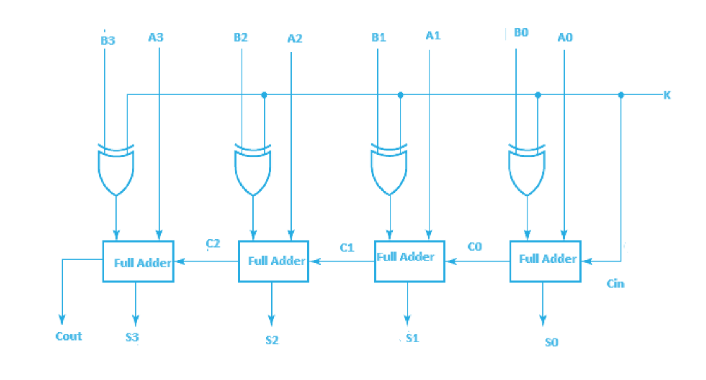 B3 A3 B2 A2 B1 A1 B0 A0
K
C2 C1 C0
Full Adder Full Adder Full Adder Full Adder
Cin
Cout S3 S2 S1 S0